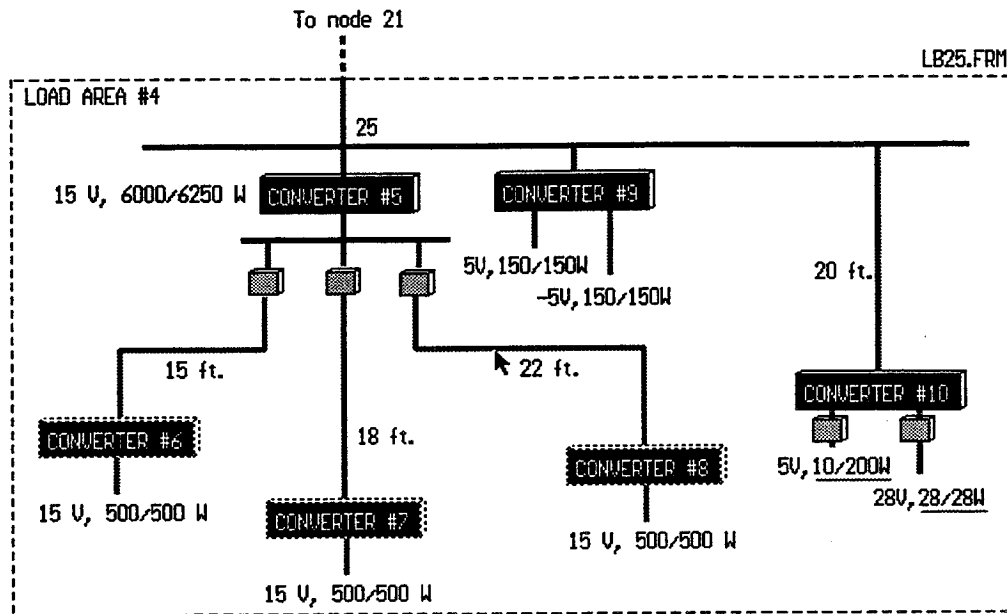 To node 21
LB25.FRM
LOAD AREA #4
25
15 V, 6000/6250 W
CONVERTER #5
CONVERTER #9
5V,150/150W
-5V,150/150W
20 ft.
15 ft.
22 ft.
CONVERTER #10
CONVERTER #6
18 ft.
CONVERTER #8
5V,10/200W
28V,28/28W
15 V, 500/500 W
CONVERTER #7
15 V, 500/500 W
15 V, 500/500 W